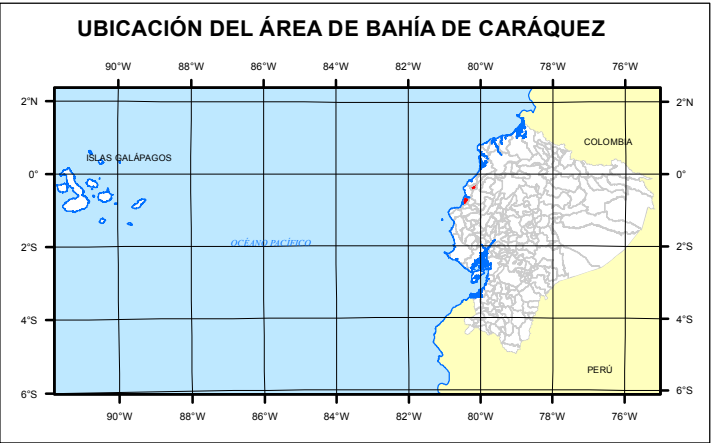 UBICACIÓN DEL ÁREA DE BAHÍA DE CARÁQUEZ
90°W 88°W 86°W 84°W 82°W 80°W 78°W 76°W
2°N 2°N
COLOMBIA
ISLAS GALÁPAGOS
0° 0°
OCÉANO PACÍFICO
2°S 2°S
4°S 4°S
PERÚ
6°S 6°S
90°W 88°W 86°W 84°W 82°W 80°W 78°W 76°W